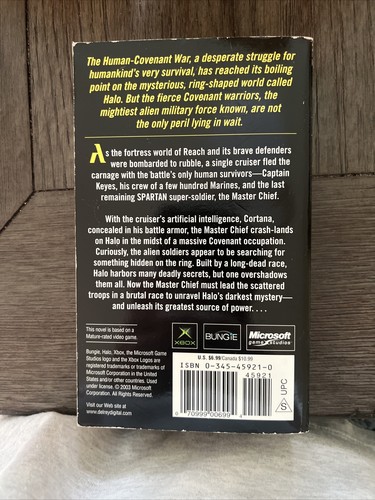 The Human-Covenant War, a desperate struggle for
humankind's very survival, has reached its boiling
point on the mysterious, ring-shaped world called
Halo. But the fierce Covenant warriors, the
mightiest alien military force known, are not
the only peril lying in wait.
As the fortress world of Reach and its brave defenders
were bombarded to rubble, a single cruiser fled the
carnage with the battle's only human survivors—Captain
Keyes, his crew of a few hundred Marines, and the last
remaining SPARTAN super-soldier, the Master Chief.
With the cruiser's artificial intelligence, Cortana,
concealed in his battle armor, the Master Chief crash-lands
on Halo in the midst of a massive Covenant occupation.
Curiously, the alien soldiers appear to be searching for
something hidden on the ring. Built by a long-dead race,
Halo harbors many deadly secrets, but one overshadows
them all. Now the Master Chief must lead the scattered
troops in a brutal race to unravel Halo's darkest mystery—
and unleash its greatest source of power. . . .
This novel is based on a
Mature-rated video game.
XBOX
BUNGIE
Microsoft
game studios
Bungie, Halo, Xbox, the Microsoft Game
Studios logo and the Xbox Logos are
registered trademarks or trademarks of
Microsoft Corporation in the United
States and/or other countries. Used
under license. © 2003 Microsoft
Corporation. All Rights Reserved.
Visit our Web site at
www.delreydigital.com
U.S. $6.99/Canada $10.99
ISBN 0-345-45921-0
45921
0 70999 00699 4
S UPC